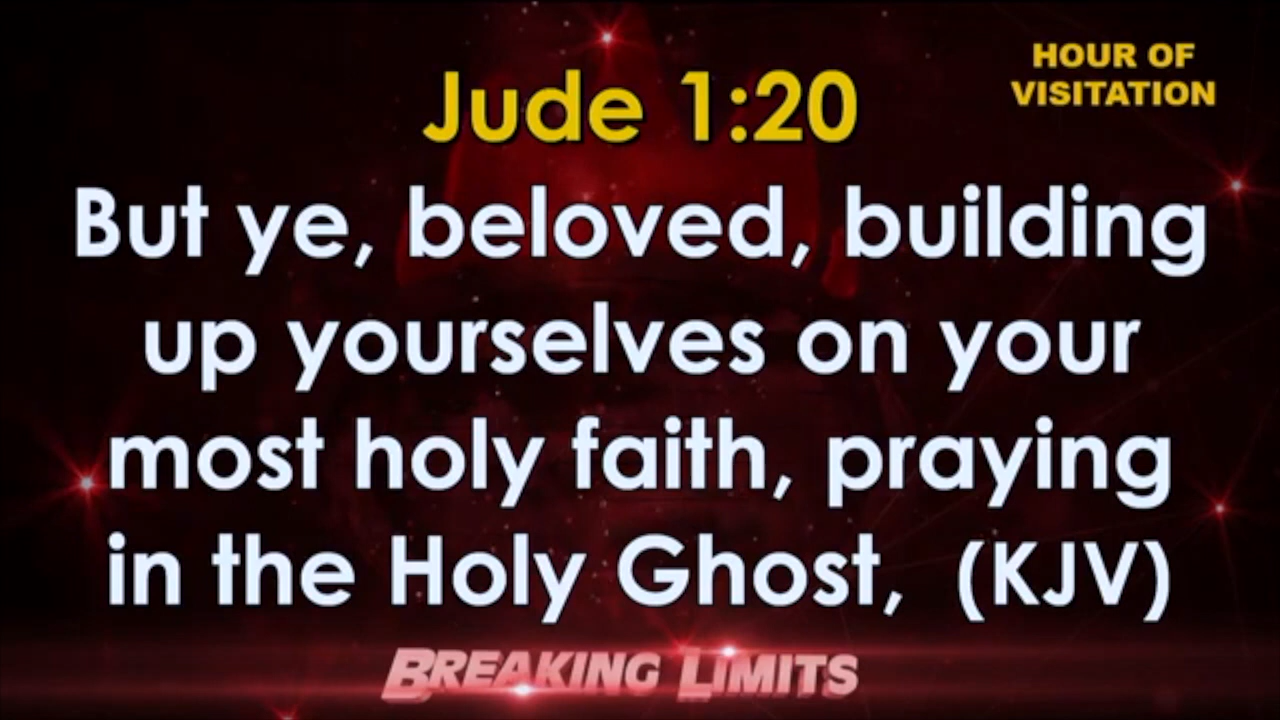 HOUR OF
VISITATION
Jude 1:20
But ye, beloved, building
up yourselves on your
most holy faith, praying
in the Holy Ghost,  (KJV)
BREAKING LIMITS